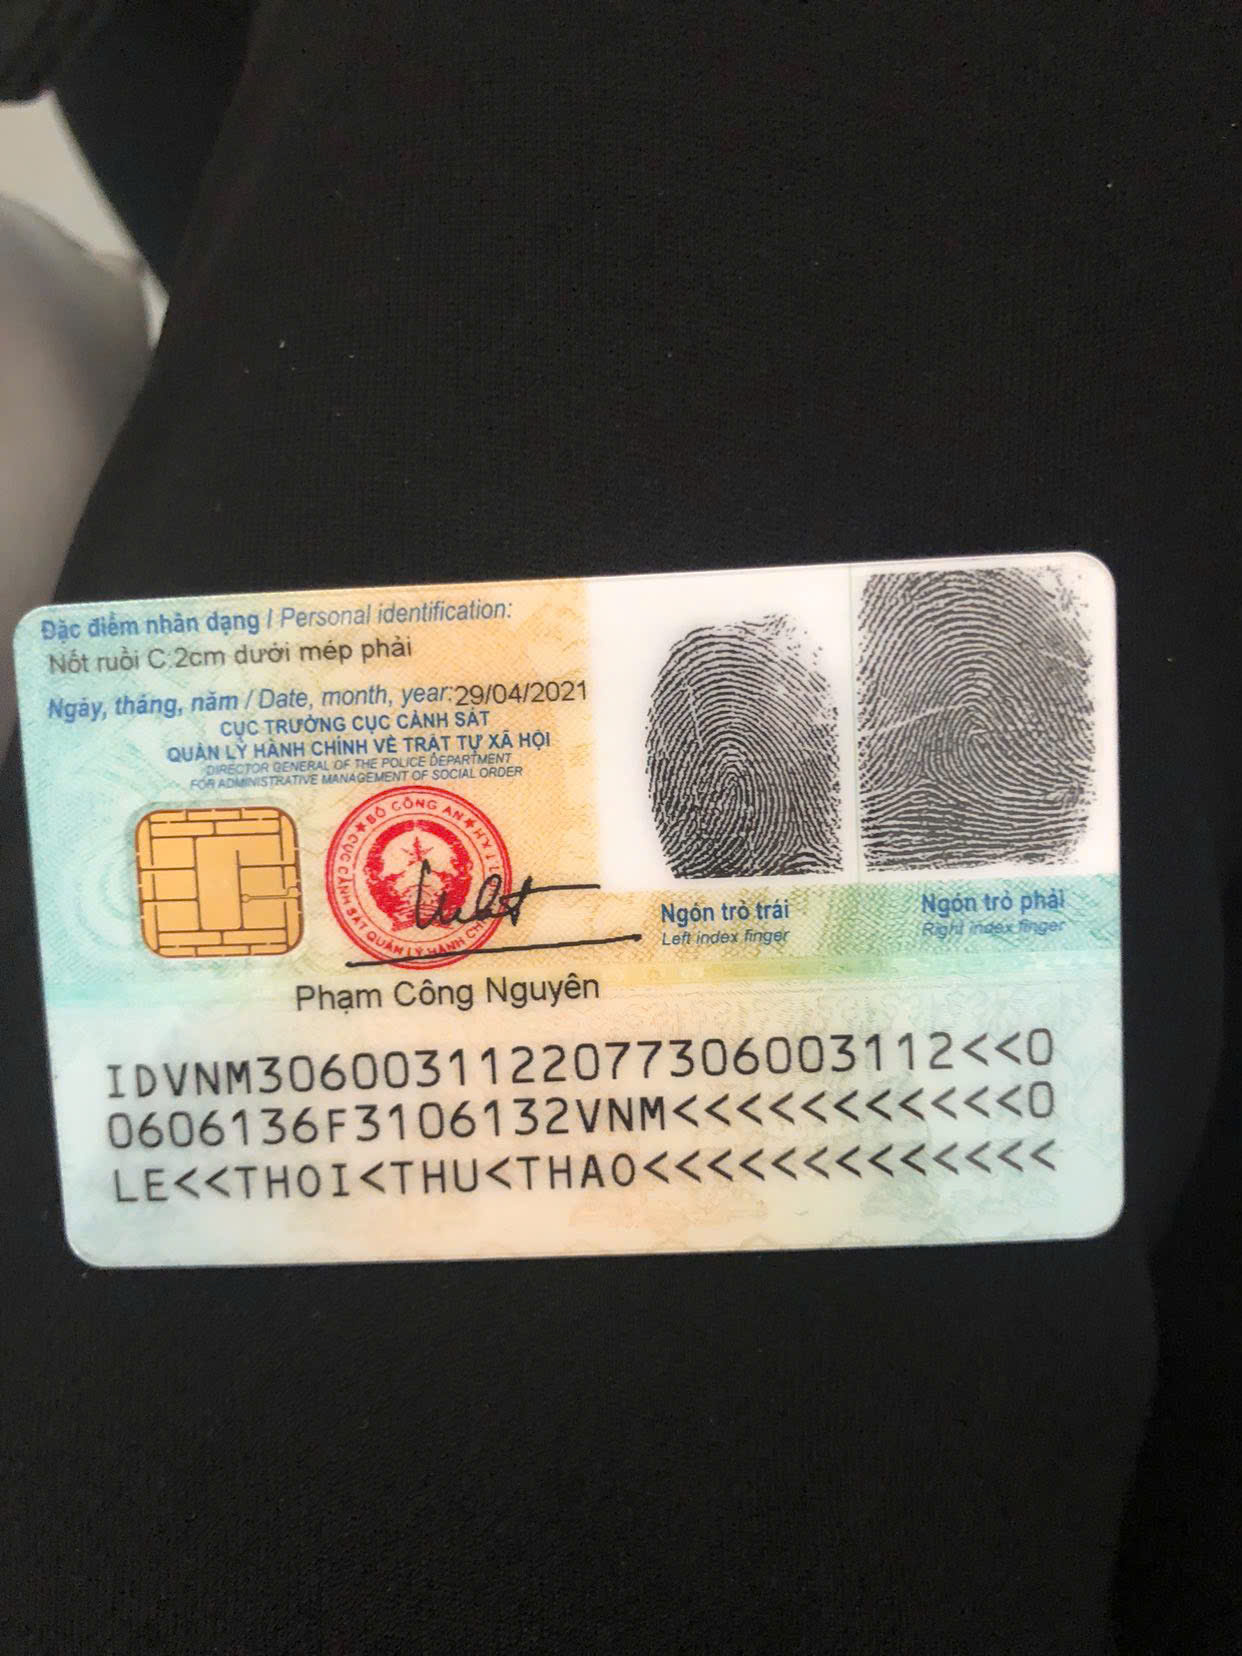 Đặc điểm nhân dạng / Personal identification:
Nốt ruồi C:2cm dưới mép phải
Ngày, tháng, năm / Date, month, year:29/04/2021
CỤC TRƯỞNG CỤC CẢNH SÁT
QUẢN LÝ HÀNH CHÍNH VỀ TRẬT TỰ XÃ HỘI
DIRECTOR GENERAL OF THE POLICE DEPARTMENT
FOR ADMINISTRATIVE MANAGEMENT OF SOCIAL ORDER
BỘ CÔNG AN
CỤC CẢNH SÁT QUẢN LÝ HÀNH
Ngón trỏ trái
Left index finger
Ngón trỏ phải
Right index finger
Phạm Công Nguyên
IDVNM3060031122077306003112<<0
0606136F3106132VNM<<<<<<<<<<<0
LE<<THOI<THU<THAO<<<<<<<<<<<<<